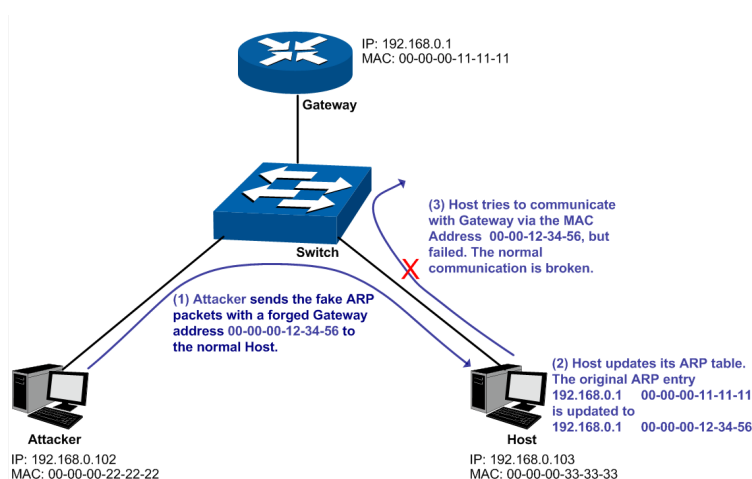 IP: 192.168.0.1
MAC: 00-00-00-11-11-11
Gateway
Switch
(3) Host tries to communicate
with Gateway via the MAC
Address 00-00-12-34-56, but
failed. The normal
communication is broken.
X
(1) Attacker sends the fake ARP
packets with a forged Gateway
address 00-00-00-12-34-56 to
the normal Host.
(2) Host updates its ARP table.
The original ARP entry
192.168.0.1 00-00-00-11-11-11
is updated to
192.168.0.1 00-00-00-12-34-56
Attacker
IP: 192.168.0.102
MAC: 00-00-00-22-22-22
Host
IP: 192.168.0.103
MAC: 00-00-00-33-33-33